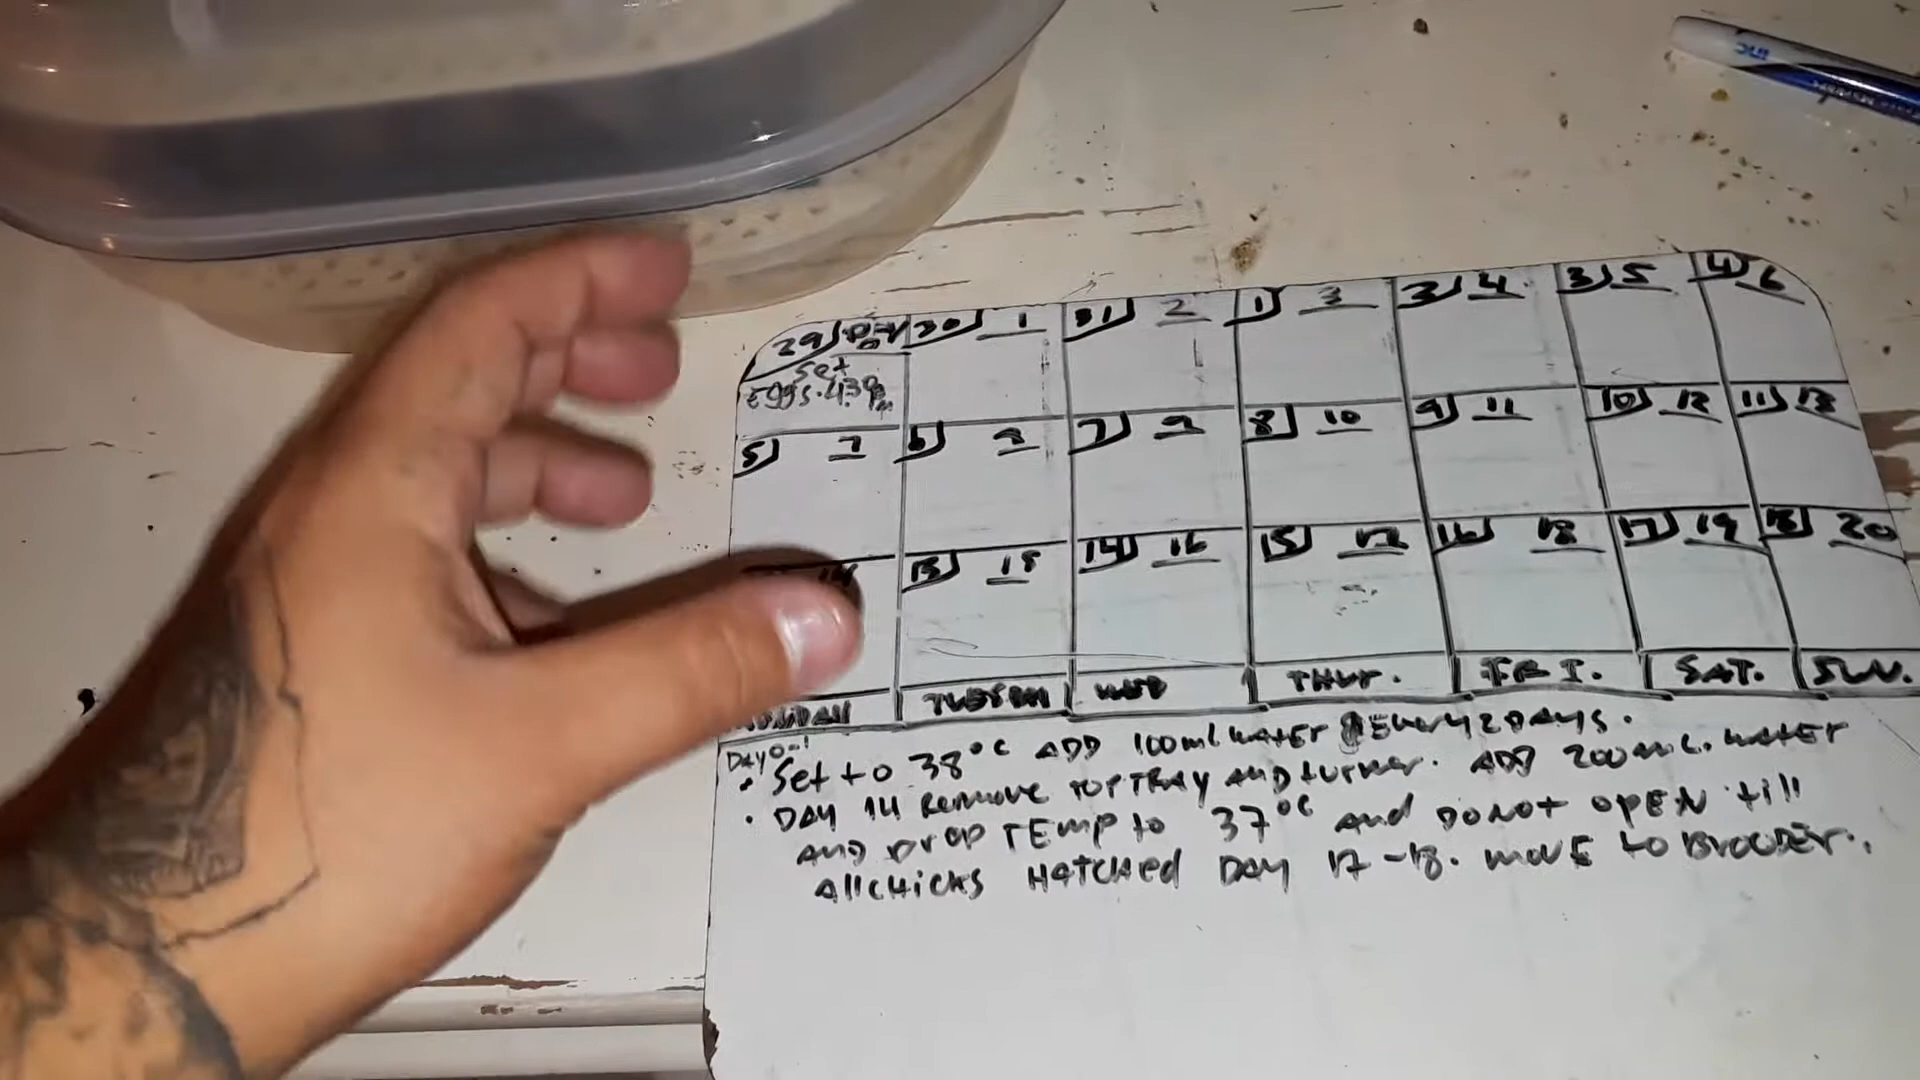 29 DAY 0 30 1 31 2 1 3 3 4 3 5 4 6
Set
Eggs. 4.30pm
5 7 6 8 7 9 8 10 9 11 10 12 11 13
14 13 15 14 16 15 17 16 18 17 19 18 20
TUESDAY WED THUR. FRI. SAT. SUN.
• Set to 38°C ADD 100ml WATER EVERY 2 DAYS.
• DAY 14 Remove TOP TRAY AND turner. ADD 200mL. WATER
AND DROP TEMP to 37°C And DO NOT OPEN till
All CHICKS HATCHED DAY 17-18. MOVE to BROODER.